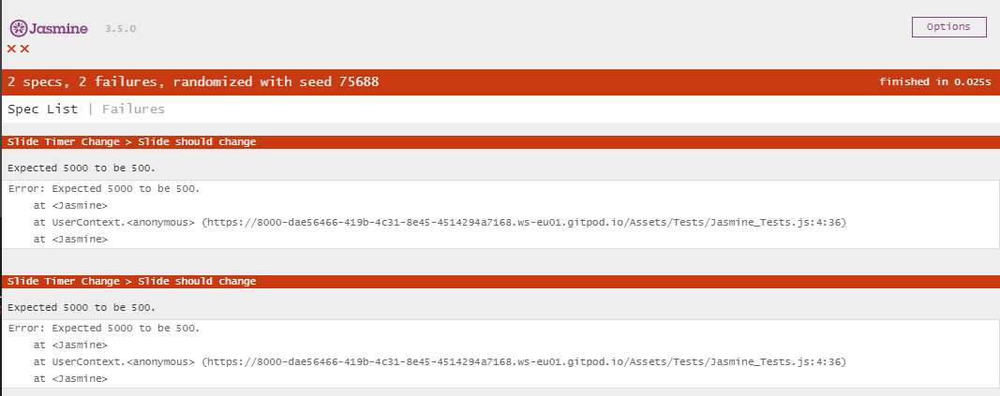 Jasmine 3.5.0 Options
××
2 specs, 2 failures, randomized with seed 75688 finished in 0.025s
Spec List | Failures
Slide Timer Change > Slide should change
Expected 5000 to be 500.
Error: Expected 5000 to be 500.
at <Jasmine>
at UserContext.<anonymous> (https://8000-dae56466-419b-4c31-8e45-4514294a7168.ws-eu01.gitpod.io/Assets/Tests/Jasmine_Tests.js:4:36)
at <Jasmine>
Slide Timer Change > Slide should change
Expected 5000 to be 500.
Error: Expected 5000 to be 500.
at <Jasmine>
at UserContext.<anonymous> (https://8000-dae56466-419b-4c31-8e45-4514294a7168.ws-eu01.gitpod.io/Assets/Tests/Jasmine_Tests.js:4:36)
at <Jasmine>